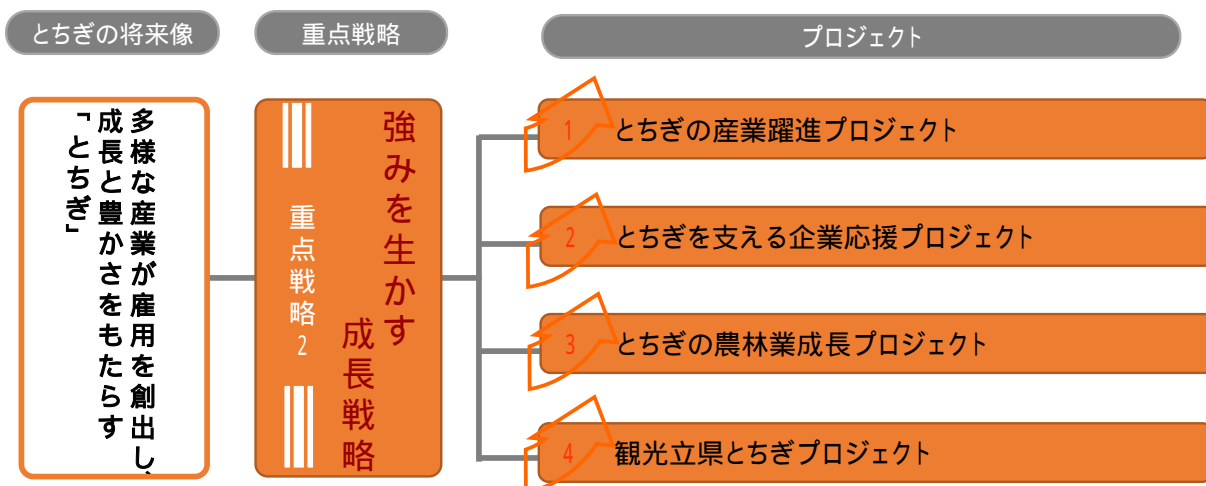 とちぎの将来像
重点戦略
プロジェクト
多様な産業が雇用を創出し、
成長と豊かさをもたらす
「とちぎ」
重点戦略2
強みを生かす
成長戦略
1 とちぎの産業躍進プロジェクト
2 とちぎを支える企業応援プロジェクト
3 とちぎの農林業成長プロジェクト
4 観光立県とちぎプロジェクト